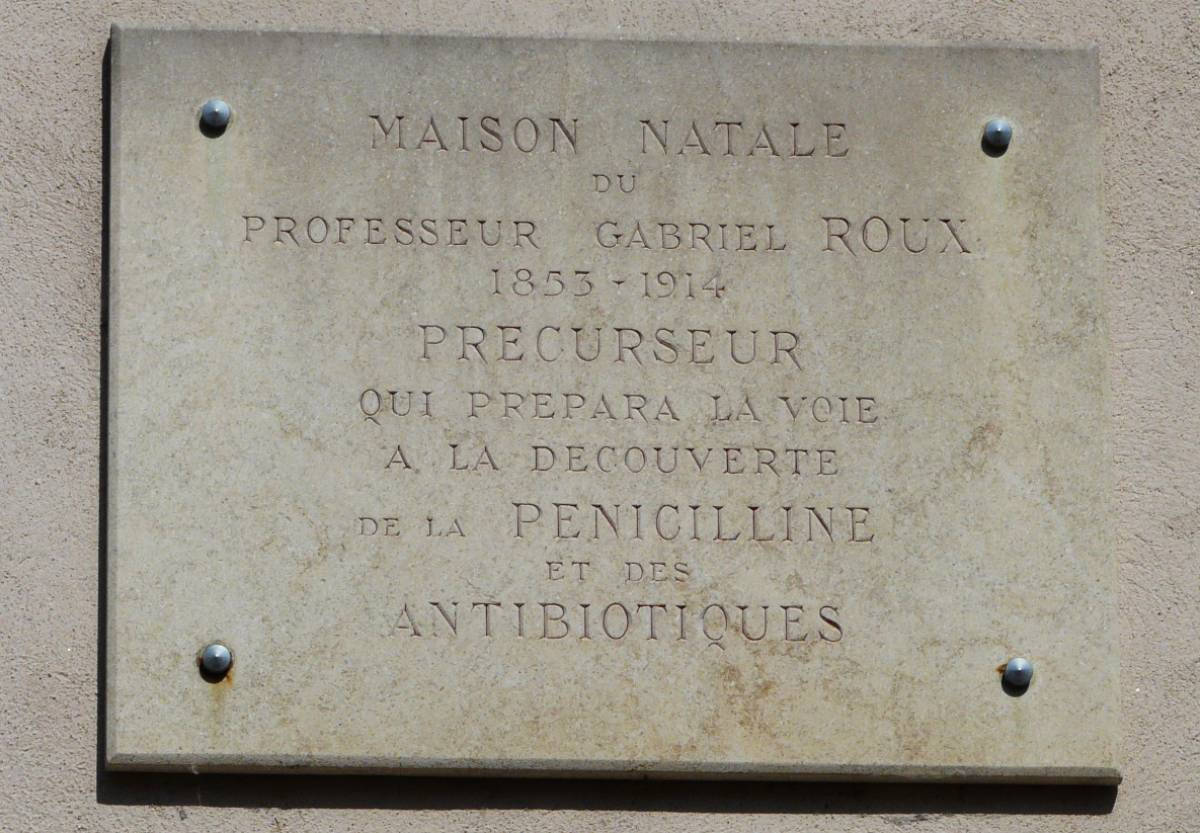 MAISON NATALE
DU
PROFESSEUR GABRIEL ROUX
1853-1914
PRECURSEUR
QUI PREPARA LA VOIE
A LA DECOUVERTE
DE LA PENICILLINE
ET DES
ANTIBIOTIQUES